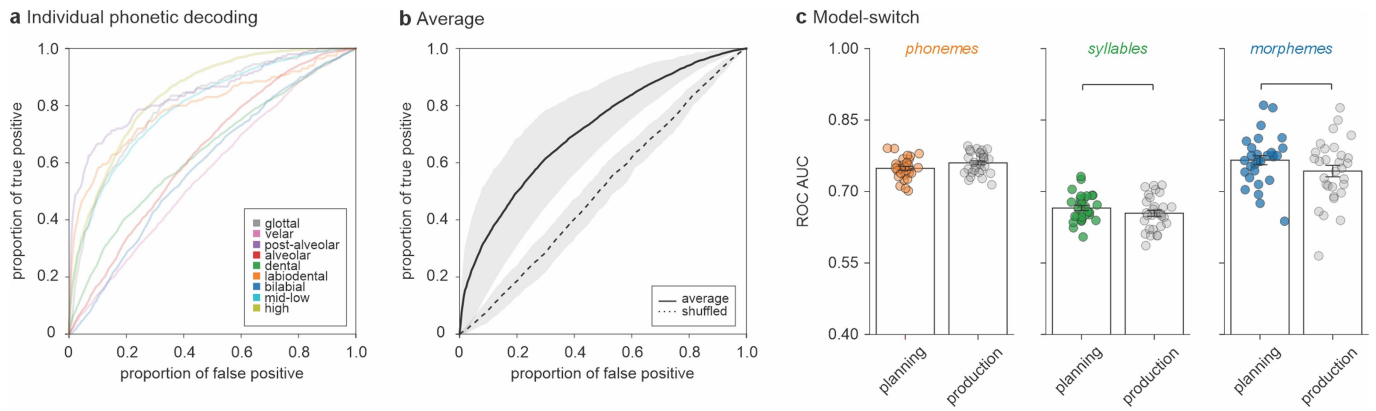 a Individual phonetic decoding
proportion of true positive
1.0
0.8
0.6
0.4
0.2
0
glottal
velar
post-alveolar
alveolar
dental
labiodental
bilabial
mid-low
high
0 0.2 0.4 0.6 0.8 1.0
proportion of false positive
b Average
proportion of true positive
1.0
0.8
0.6
0.4
0.2
0
average
shuffled
0 0.2 0.4 0.6 0.8 1.0
proportion of false positive
c Model-switch
ROC AUC
1.00
0.85
0.70
0.55
0.40
phonemes
planning
production
syllables
planning
production
morphemes
planning
production